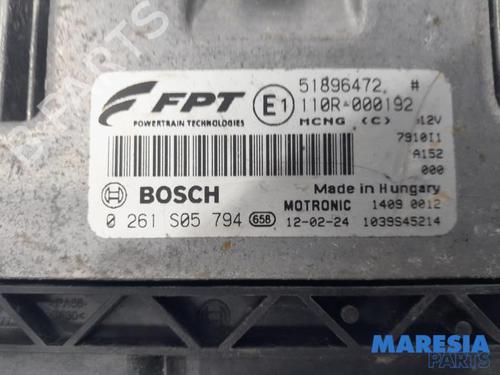 FPT
POWERTRAIN TECHNOLOGIES
E1
51896472 #
110R-000192
MCNG (C) 12V
7910I1
A152
000
BOSCH
Made in Hungary
MOTRONIC 1409 0012
0 261 S05 794 658 12-02-24 1039S45214
MARESIA
PARTS